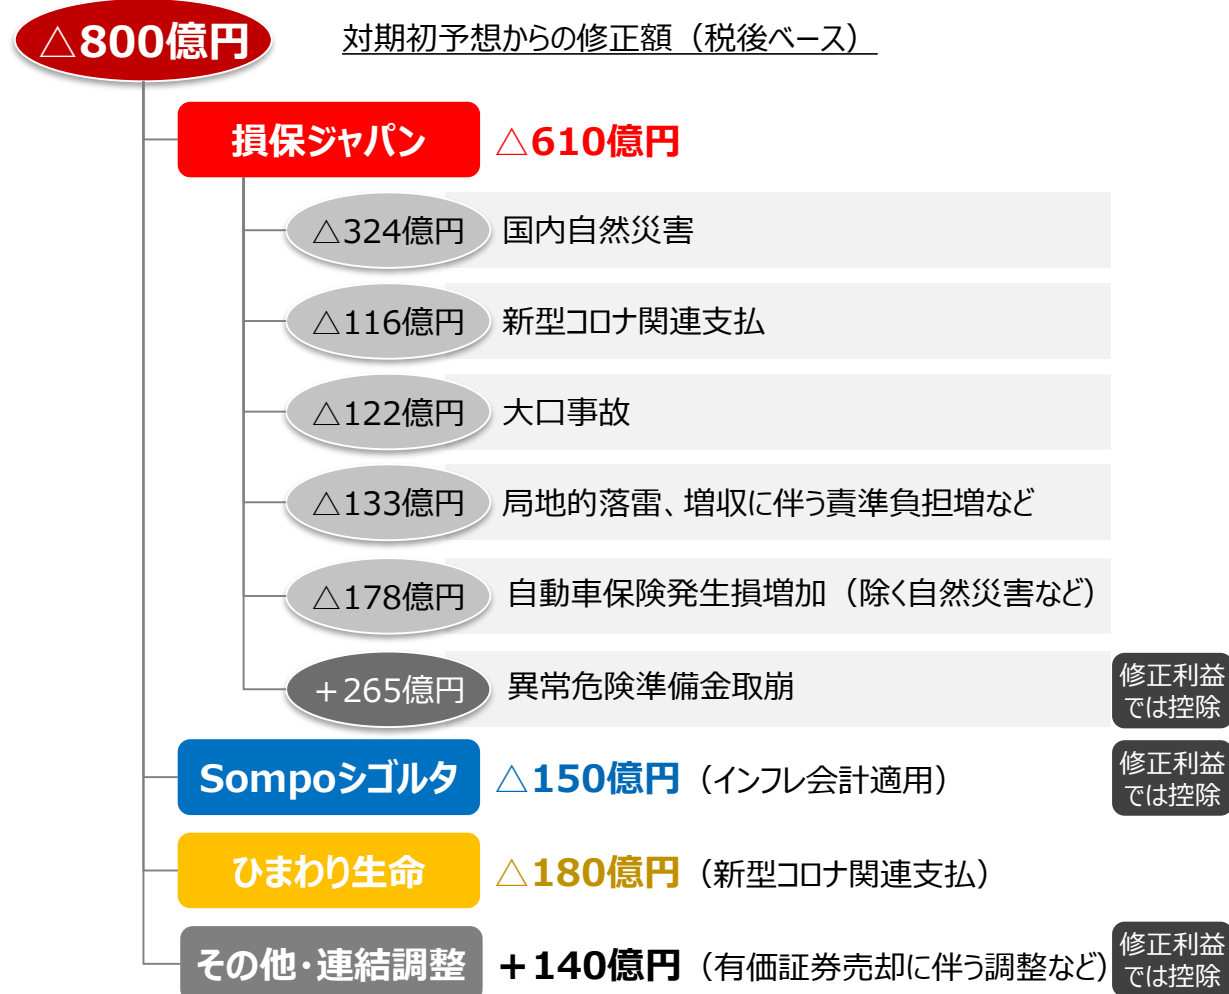 △800億円
対期初予想からの修正額（税後ベース）
損保ジャパン △610億円
△324億円 国内自然災害
△116億円 新型コロナ関連支払
△122億円 大口事故
△133億円 局地的落雷、増収に伴う責準負担増など
△178億円 自動車保険発生損増加（除く自然災害など）
＋265億円 異常危険準備金取崩
修正利益
では控除
Sompoシゴルタ △150億円（インフレ会計適用）
修正利益
では控除
ひまわり生命 △180億円（新型コロナ関連支払）
その他・連結調整 ＋140億円（有価証券売却に伴う調整など）
修正利益
では控除